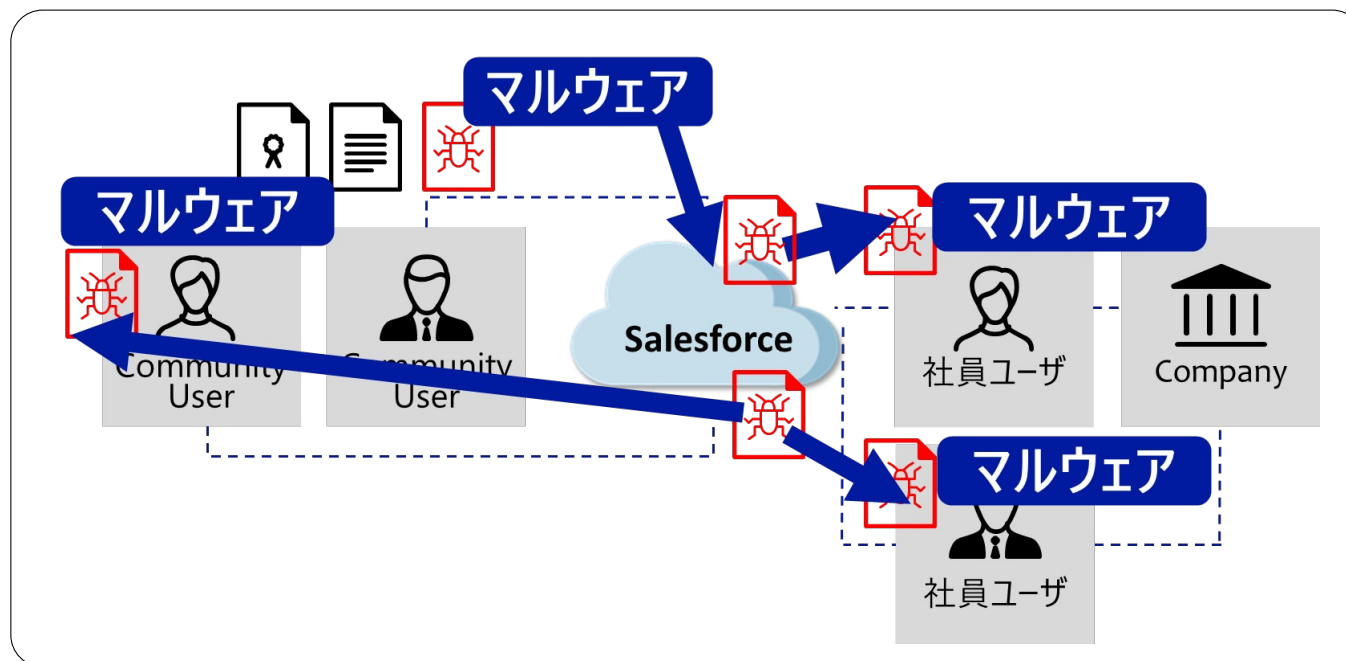 マルウェア
マルウェア
マルウェア
Salesforce
Community
User
Community
User
社員ユーザ
Company
マルウェア
社員ユーザ